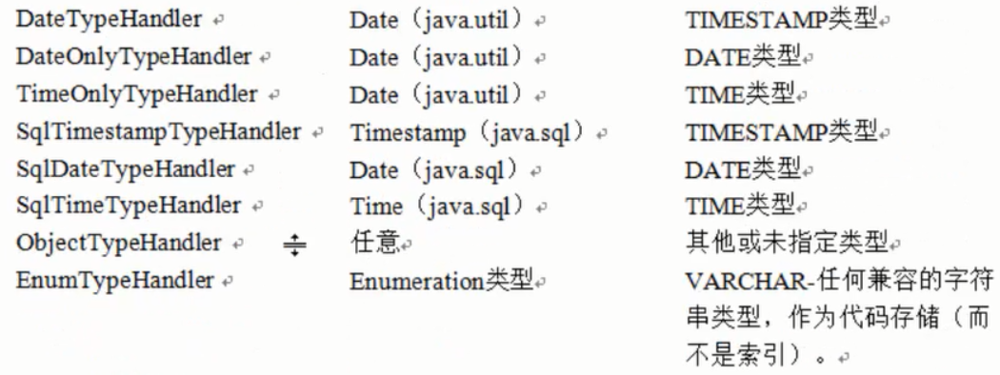 DateTypeHandler Date（java.util） TIMESTAMP类型
DateOnlyTypeHandler Date（java.util） DATE类型
TimeOnlyTypeHandler Date（java.util） TIME类型
SqlTimestampTypeHandler Timestamp（java.sql） TIMESTAMP类型
SqlDateTypeHandler Date（java.sql） DATE类型
SqlTimeTypeHandler Time（java.sql） TIME类型
ObjectTypeHandler 任意 其他或未指定类型
EnumTypeHandler Enumeration类型 VARCHAR-任何兼容的字符
串类型，作为代码存储（而
不是索引）。